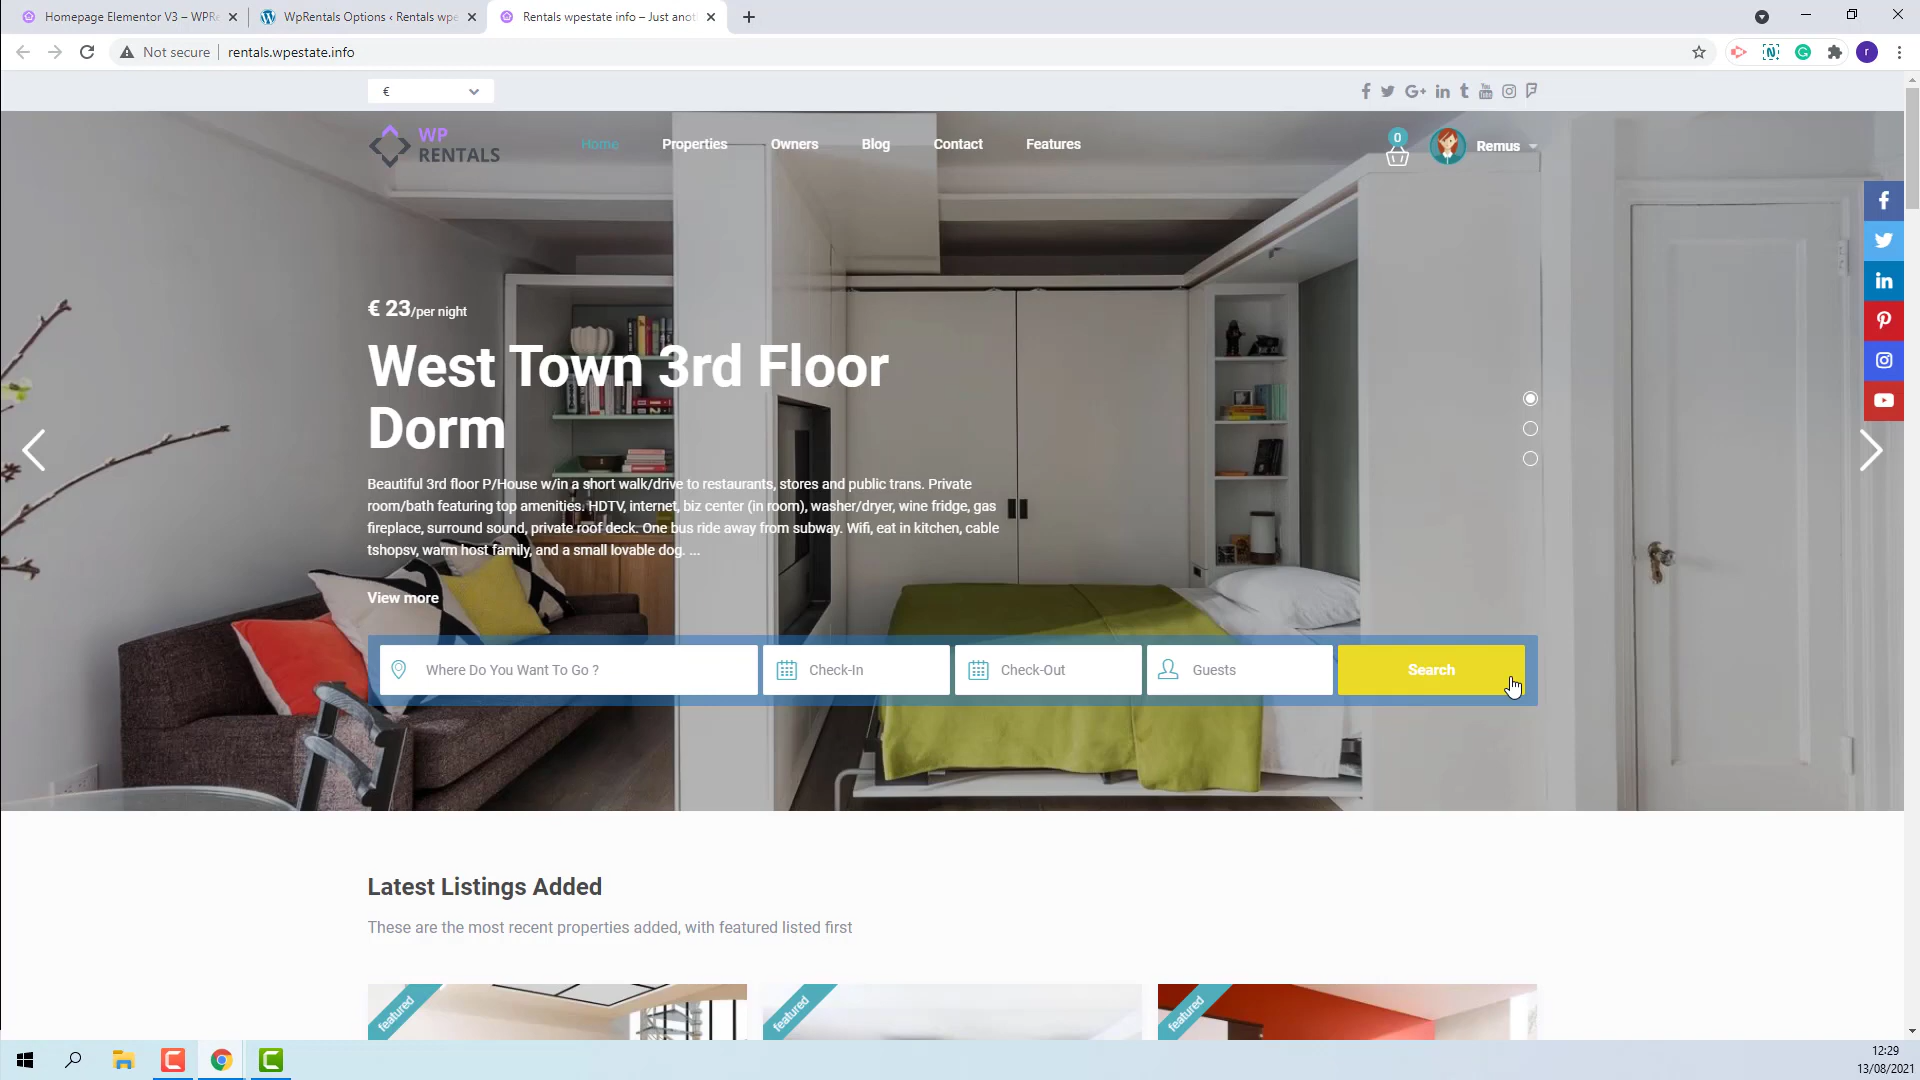 Homepage Elementor V3 – WPRe
WpRentals Options ‹ Rentals wpe
Rentals wpestate info – Just anot
Not secure
rentals.wpestate.info
€
WP
RENTALS
Home
Properties
Owners
Blog
Contact
Features
0
Remus
€ 23/per night
West Town 3rd Floor
Dorm
Beautiful 3rd floor P/House w/in a short walk/drive to restaurants, stores and public trans. Private
room/bath featuring top amenities. HDTV, internet, biz center (in room), washer/dryer, wine fridge, gas
fireplace, surround sound, private roof deck. One bus ride away from subway. Wifi, eat in kitchen, cable
tshopsv, warm host family, and a small lovable dog. ...
View more
Where Do You Want To Go ?
Check-In
Check-Out
Guests
Search
Latest Listings Added
These are the most recent properties added, with featured listed first
featured
featured
featured
12:29
13/08/2021